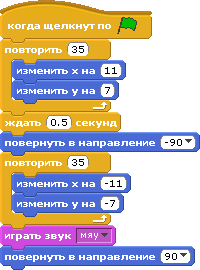 когда щелкнут по
повторить 35
изменить х на 11
изменить у на 7
ждать 0.5 секунд
повернуть в направление -90
повторить 35
изменить х на -11
изменить у на -7
играть звук мяу
повернуть в направление 90